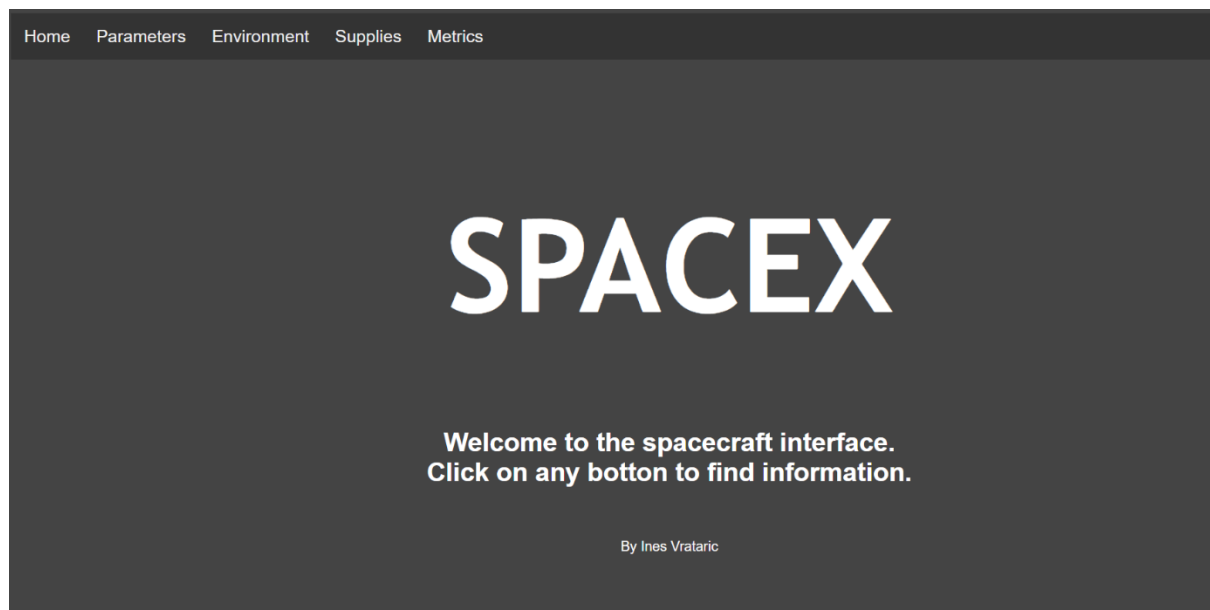 Home Parameters Environment Supplies Metrics
SPACEX
Welcome to the spacecraft interface.
Click on any botton to find information.
By Ines Vrataric